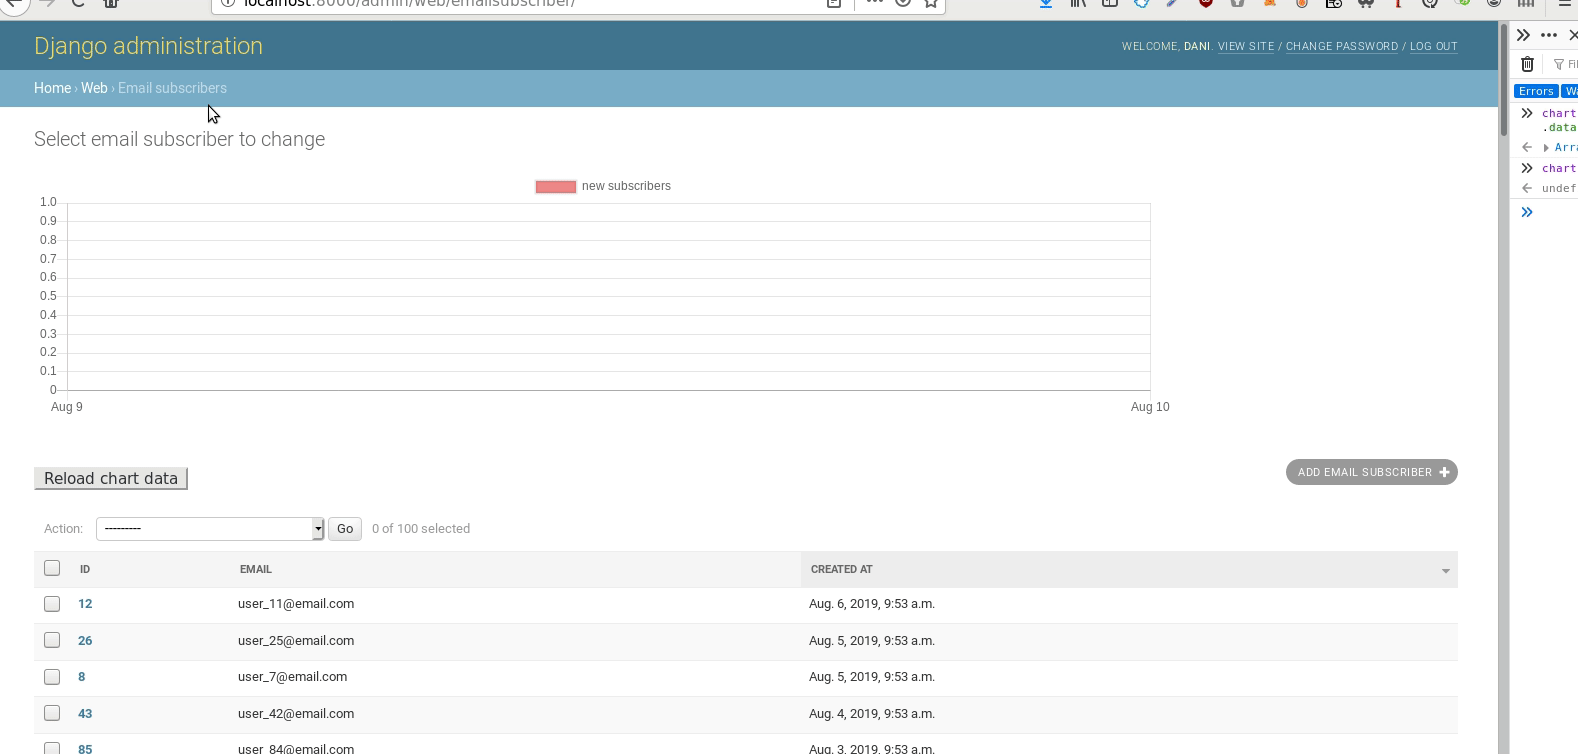 localhost:8000/admin/web/emailsubscriber/
Django administration
WELCOME, DANI. VIEW SITE / CHANGE PASSWORD / LOG OUT
Home › Web › Email subscribers
Select email subscriber to change
new subscribers
1.0
0.9
0.8
0.7
0.6
0.5
0.4
0.3
0.2
0.1
0
Aug 9
Aug 10
Reload chart data
ADD EMAIL SUBSCRIBER
Action:
---------
Go
0 of 100 selected
ID EMAIL CREATED AT
12 user_11@email.com Aug. 6, 2019, 9:53 a.m.
26 user_25@email.com Aug. 5, 2019, 9:53 a.m.
8 user_7@email.com Aug. 5, 2019, 9:53 a.m.
43 user_42@email.com Aug. 4, 2019, 9:53 a.m.
85 user_84@email.com Aug. 3, 2019, 9:53 a.m.
Errors
chart
.data
Arra
chart
undef